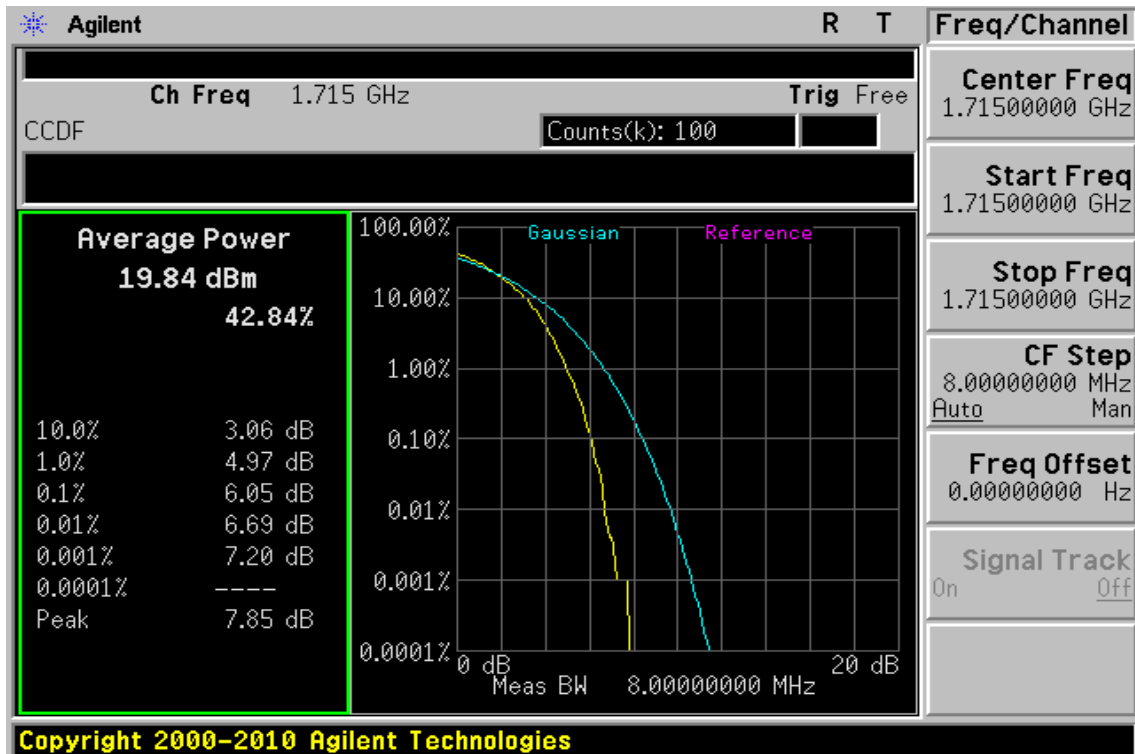 Agilent R T
Ch Freq 1.715 GHz Trig Free
CCDF Counts(k): 100
Average Power
19.84 dBm
42.84%
10.0% 3.06 dB
1.0% 4.97 dB
0.1% 6.05 dB
0.01% 6.69 dB
0.001% 7.20 dB
0.0001% ----
Peak 7.85 dB
Gaussian Reference
100.00%
10.00%
1.00%
0.10%
0.01%
0.001%
0.0001%
0 dB 20 dB
Meas BW 8.00000000 MHz
Freq/Channel
Center Freq
1.71500000 GHz
Start Freq
1.71500000 GHz
Stop Freq
1.71500000 GHz
CF Step
8.00000000 MHz
Auto Man
Freq Offset
0.00000000 Hz
Signal Track
On Off
Copyright 2000-2010 Agilent Technologies